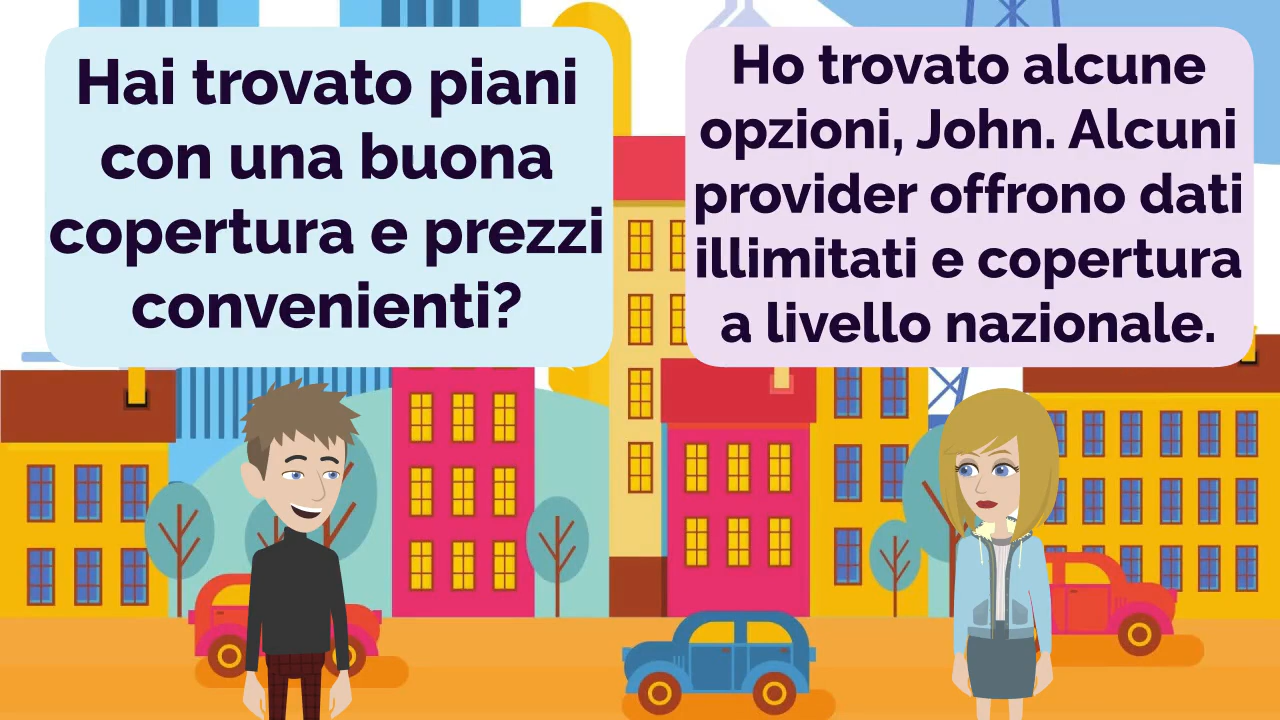 Hai trovato piani
con una buona
copertura e prezzi
convenienti?
Ho trovato alcune
opzioni, John. Alcuni
provider offrono dati
illimitati e copertura
a livello nazionale.